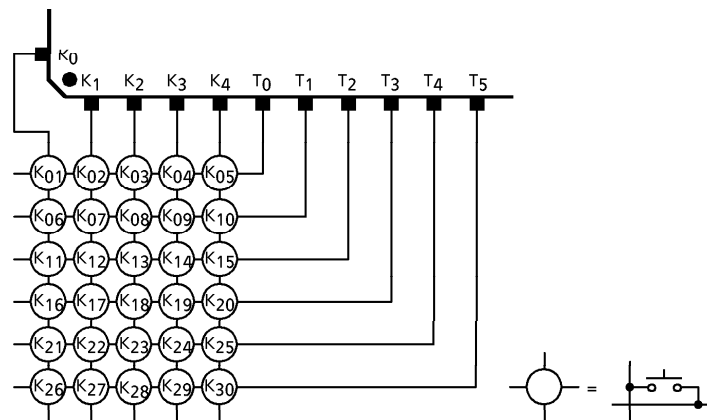 K0
K1 K2 K3 K4 T0 T1 T2 T3 T4 T5
K01 K02 K03 K04 K05
K06 K07 K08 K09 K10
K11 K12 K13 K14 K15
K16 K17 K18 K19 K20
K21 K22 K23 K24 K25
K26 K27 K28 K29 K30
=